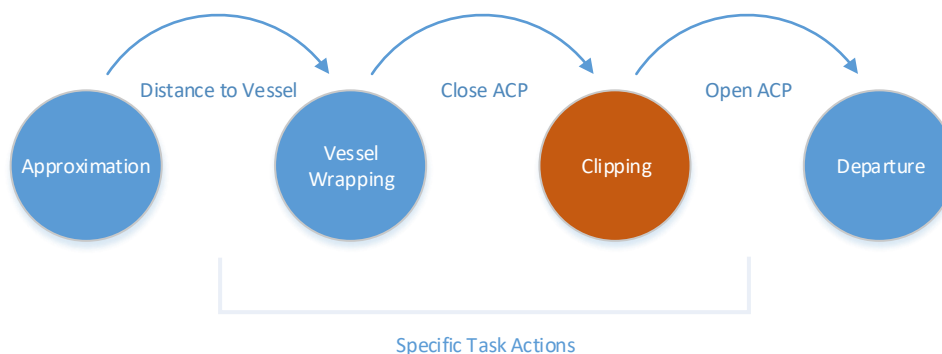 Distance to Vessel
Close ACP
Open ACP
Approximation
Vessel
Wrapping
Clipping
Departure
Specific Task Actions